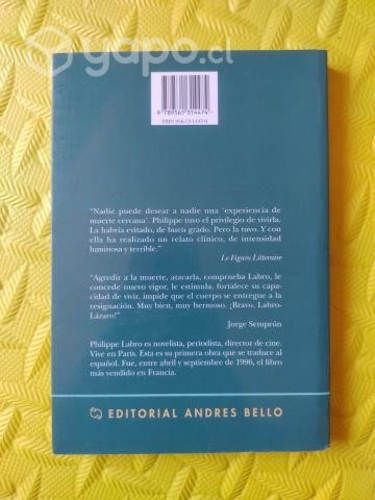 yapo.cl
"Nadie puede desear a nadie una 'experiencia de
muerte cercana'. Philippe tuvo el privilegio de vivirla.
La habría evitado, de buen grado. Pero la tuvo. Y con
ella ha realizado un relato clínico, de intensidad
luminosa y terrible."
Le Figaro Littéraire
"Agredir a la muerte, atacarla, comprueba Labro, le
concede nuevo vigor, le estimula, fortalece su capa-
cidad de vivir, impide que el cuerpo se entregue a la
resignación. Muy bien, muy hermoso. ¡Bravo, Labro-
Lázaro!"
Jorge Semprún
Philippe Labro es novelista, periodista, director de cine.
Vive en París. Esta es su primera obra que se traduce al
español. Fue, entre abril y septiembre de 1996, el libro
más vendido en Francia.
EDITORIAL ANDRES BELLO